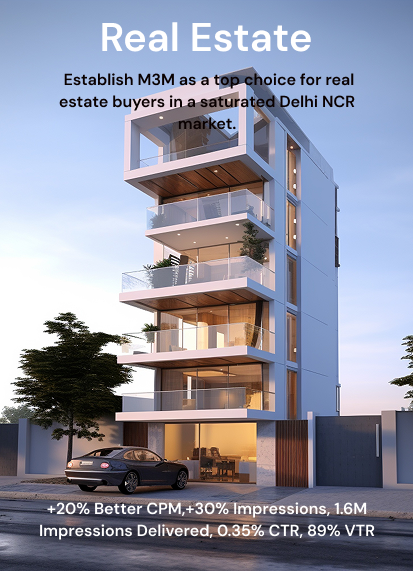 Real Estate
Establish M3M as a top choice for real
estate buyers in a saturated Delhi NCR
market.
+20% Better CPM,+30% Impressions, 1.6M
Impressions Delivered, 0.35% CTR, 89% VTR